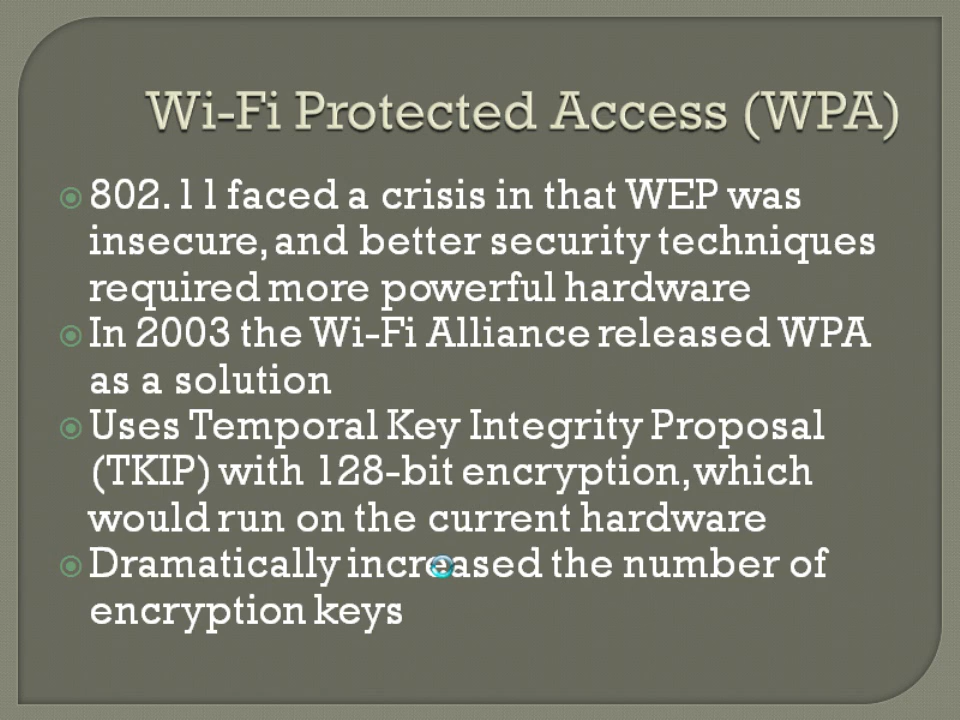 Wi-Fi Protected Access (WPA)
802.11 faced a crisis in that WEP was
insecure, and better security techniques
required more powerful hardware
In 2003 the Wi-Fi Alliance released WPA
as a solution
Uses Temporal Key Integrity Proposal
(TKIP) with 128-bit encryption, which
would run on the current hardware
Dramatically increased the number of
encryption keys